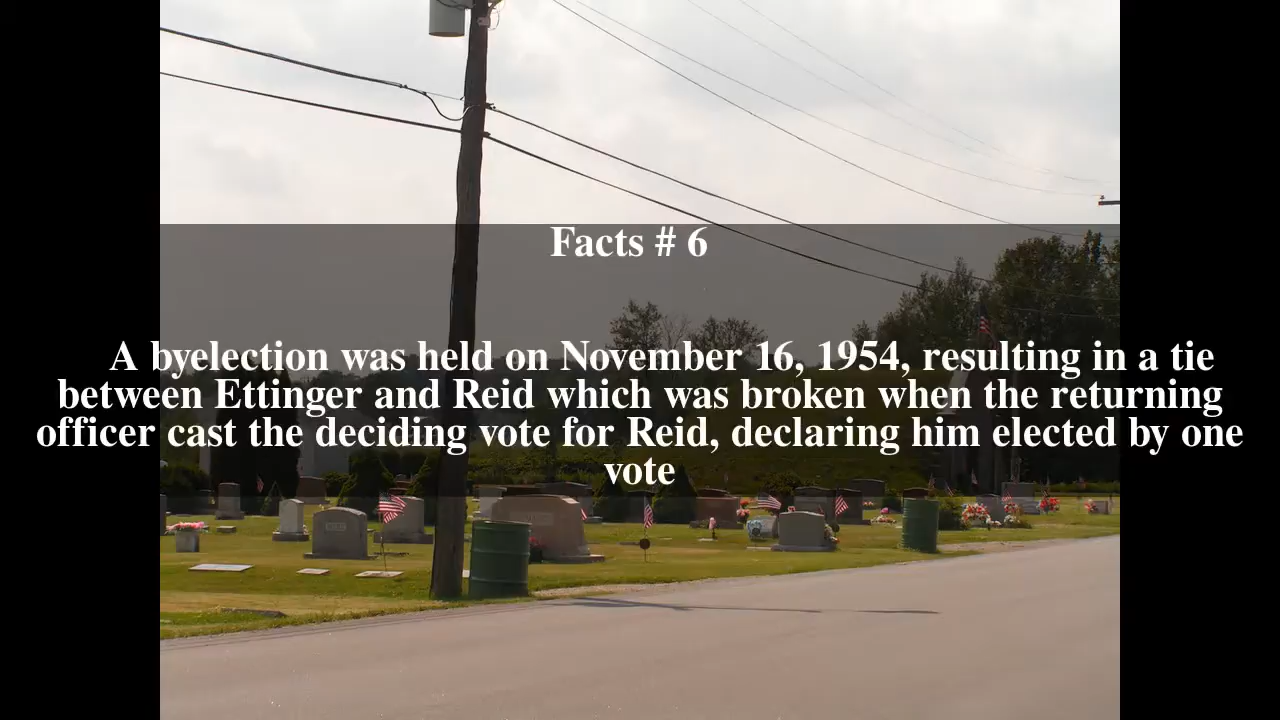 Facts # 6
A byelection was held on November 16, 1954, resulting in a tie
between Ettinger and Reid which was broken when the returning
officer cast the deciding vote for Reid, declaring him elected by one
vote